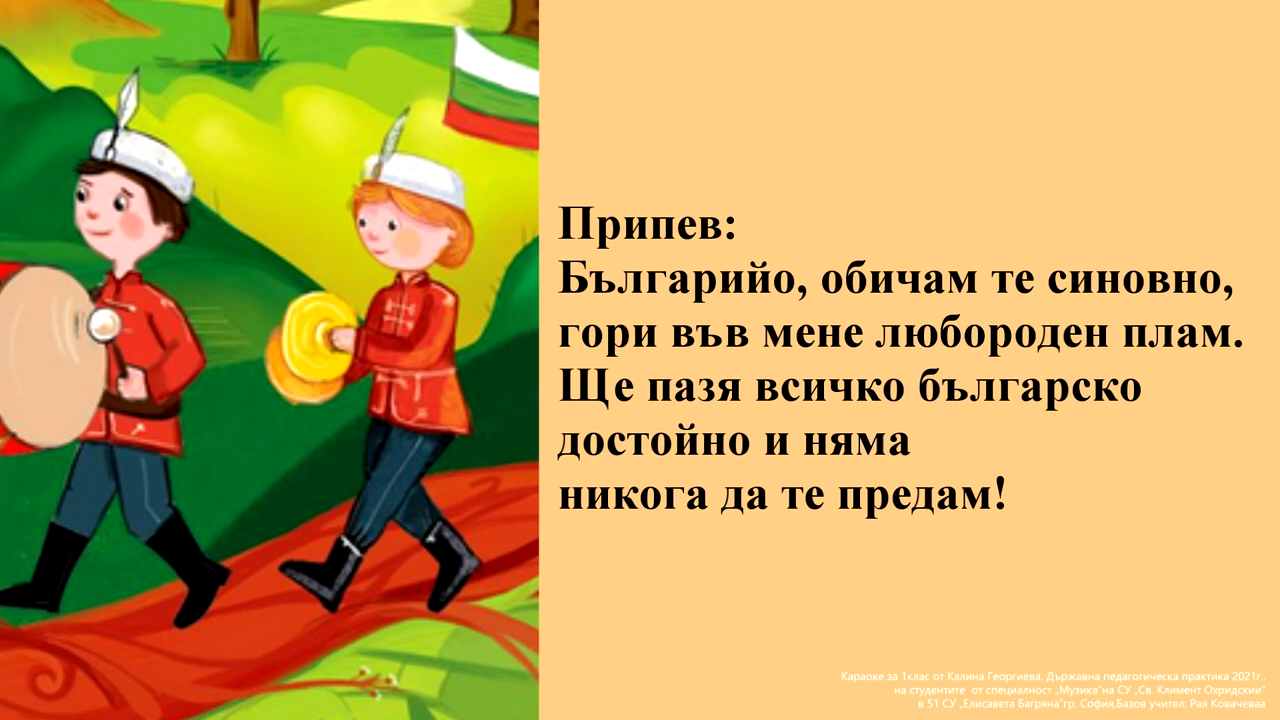 Припев:
Българийо, обичам те синовно,
гори във мене любороден плам.
Ще пазя всичко българско
достойно и няма
никога да те предам!
Караоке за 1клас от Калина Георгиева, Държавна педагогическа практика 2021г..
на студентите от специалност „Музика"на СУ „Св. Климент Охридскии"
в 51 СУ „Елисавета Багряна"гр. София,Базов учител: Рая Ковачеваа